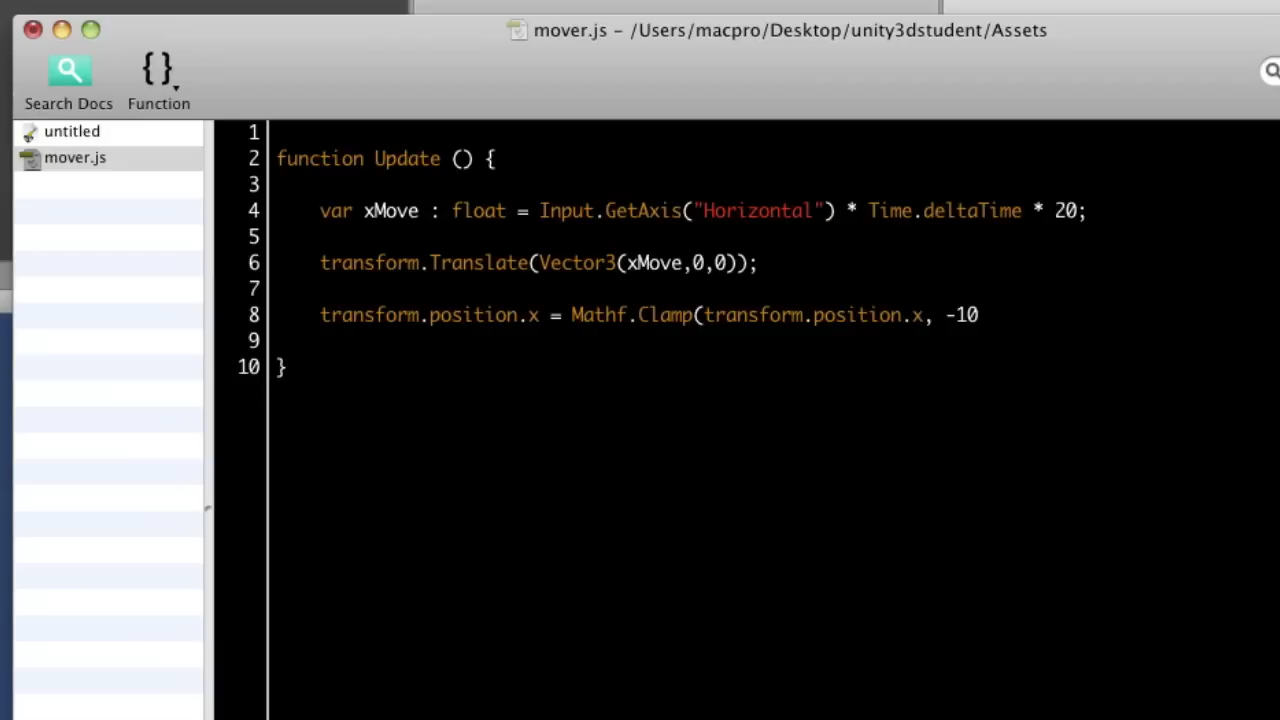 mover.js – /Users/macpro/Desktop/unity3dstudent/Assets
Search Docs
Function
untitled
mover.js
1
2 function Update () {
3
4 var xMove : float = Input.GetAxis("Horizontal") * Time.deltaTime * 20;
5
6 transform.Translate(Vector3(xMove,0,0));
7
8 transform.position.x = Mathf.Clamp(transform.position.x, -10
9
10 }